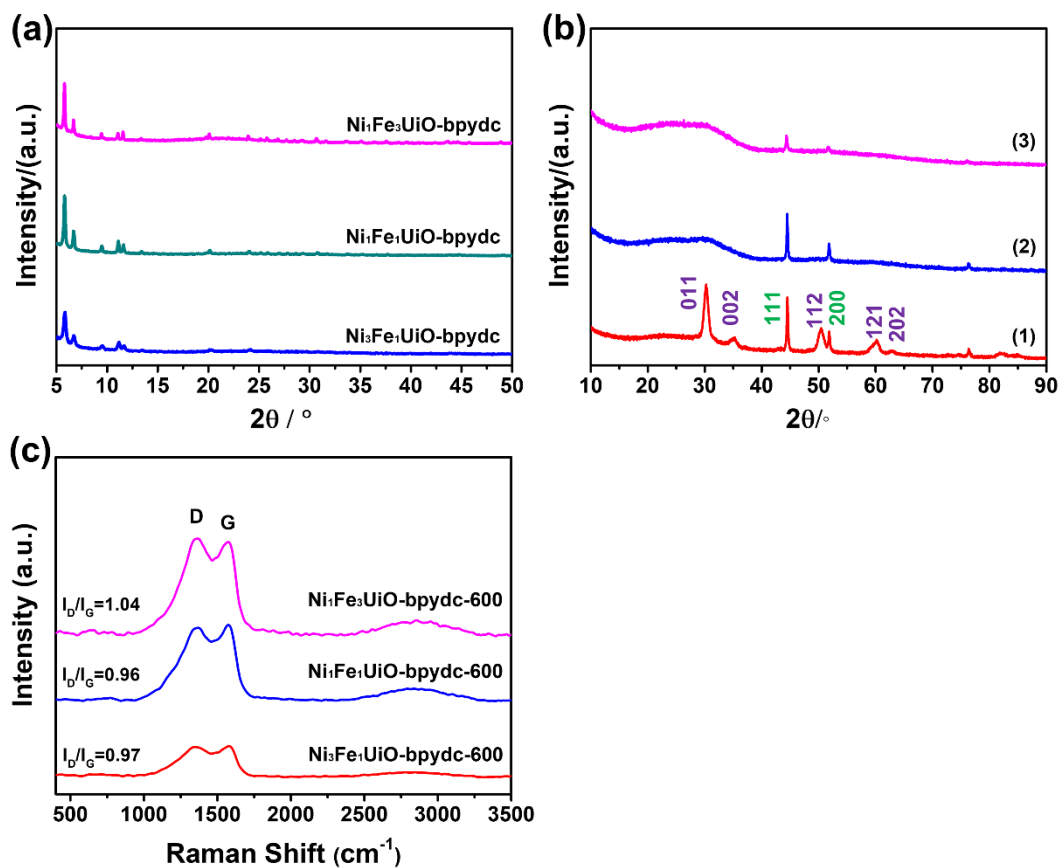 (a)
Intensity/(a.u.)
Ni₁Fe₃UiO-bpydc
Ni₁Fe₁UiO-bpydc
Ni₃Fe₁UiO-bpydc
5 10 15 20 25 30 35 40 45 50
2θ / °
(b)
Intensity/(a.u.)
(3)
(2)
011
002
111
112
200
121
202
(1)
10 20 30 40 50 60 70 80 90
2θ/◦
(c)
Intensity (a.u.)
D G
I_D/I_G=1.04 Ni₁Fe₃UiO-bpydc-600
I_D/I_G=0.96 Ni₁Fe₁UiO-bpydc-600
I_D/I_G=0.97 Ni₃Fe₁UiO-bpydc-600
500 1000 1500 2000 2500 3000 3500
Raman Shift (cm⁻¹)